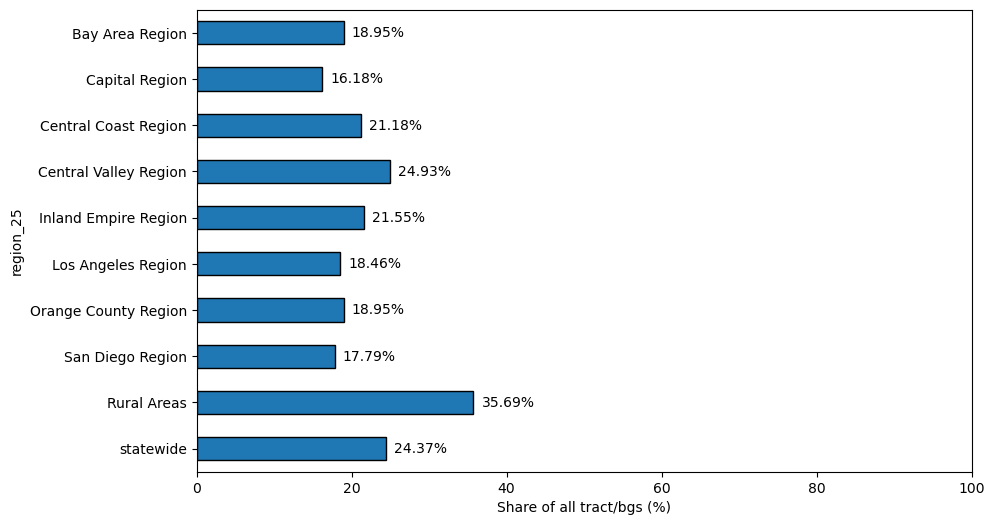 Bay Area Region 18.95%
Capital Region 16.18%
Central Coast Region 21.18%
Central Valley Region 24.93%
Inland Empire Region 21.55%
Los Angeles Region 18.46%
Orange County Region 18.95%
San Diego Region 17.79%
Rural Areas 35.69%
statewide 24.37%
region_25
0 20 40 60 80 100
Share of all tract/bgs (%)